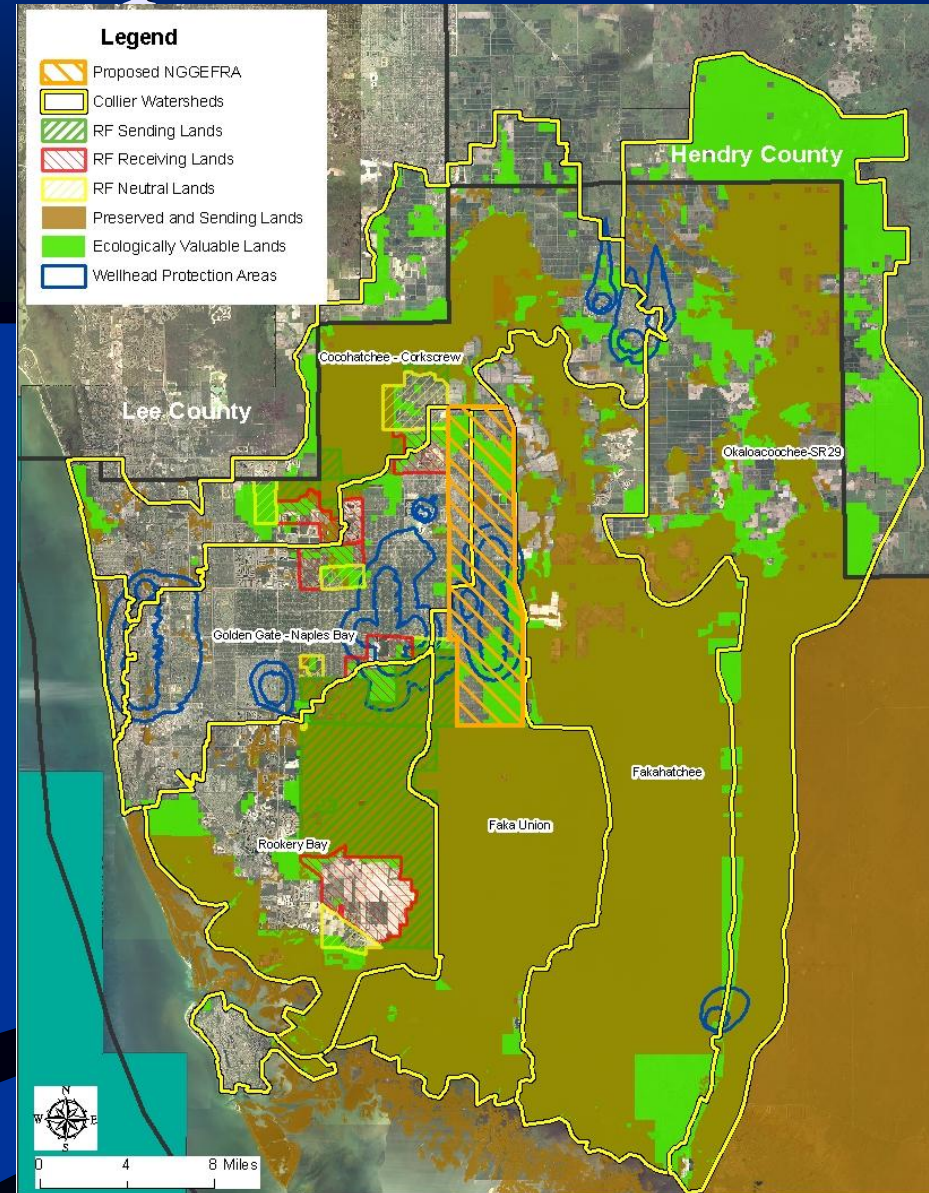 Legend
Proposed NGGEFRA
Collier Watersheds
RF Sending Lands
RF Receiving Lands
RF Neutral Lands
Preserved and Sending Lands
Ecologically Valuable Lands
Wellhead Protection Areas
Hendry County
Cocohatchee - Corkscrew
Lee County
Okaloacoochee-SR29
Golden Gate - Naples Bay
Fakahatchee
Faka Union
Rookery Bay
N
W E
S
0 4 8 Miles